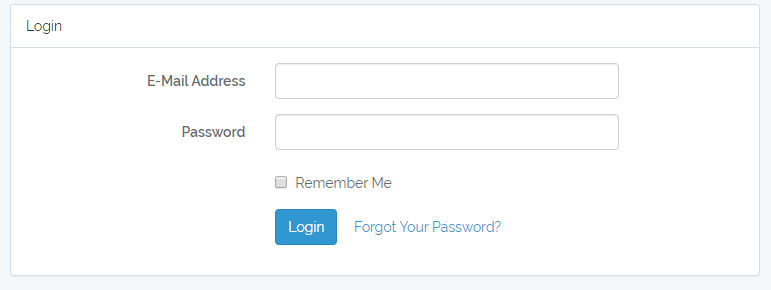 Login
E-Mail Address
Password
Remember Me
Login Forgot Your Password?